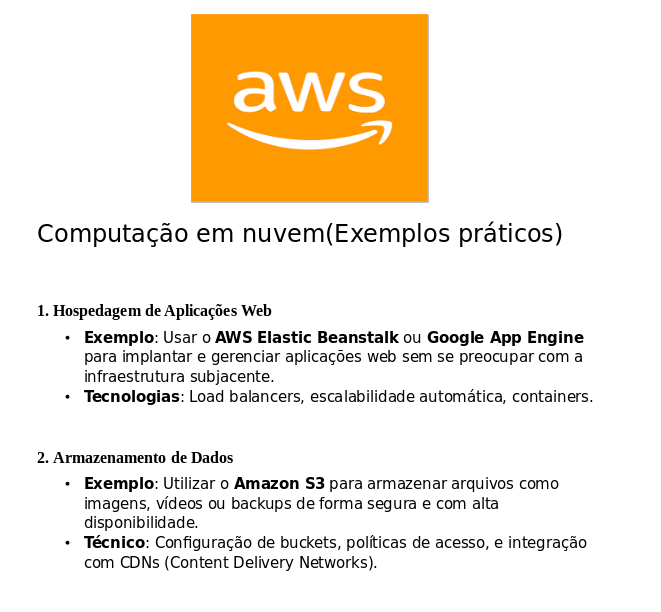 aws
Computação em nuvem(Exemplos práticos)
1. Hospedagem de Aplicações Web
• Exemplo: Usar o AWS Elastic Beanstalk ou Google App Engine
para implantar e gerenciar aplicações web sem se preocupar com a
infraestrutura subjacente.
• Tecnologias: Load balancers, escalabilidade automática, containers.
2. Armazenamento de Dados
• Exemplo: Utilizar o Amazon S3 para armazenar arquivos como
imagens, vídeos ou backups de forma segura e com alta
disponibilidade.
• Técnico: Configuração de buckets, políticas de acesso, e integração
com CDNs (Content Delivery Networks).